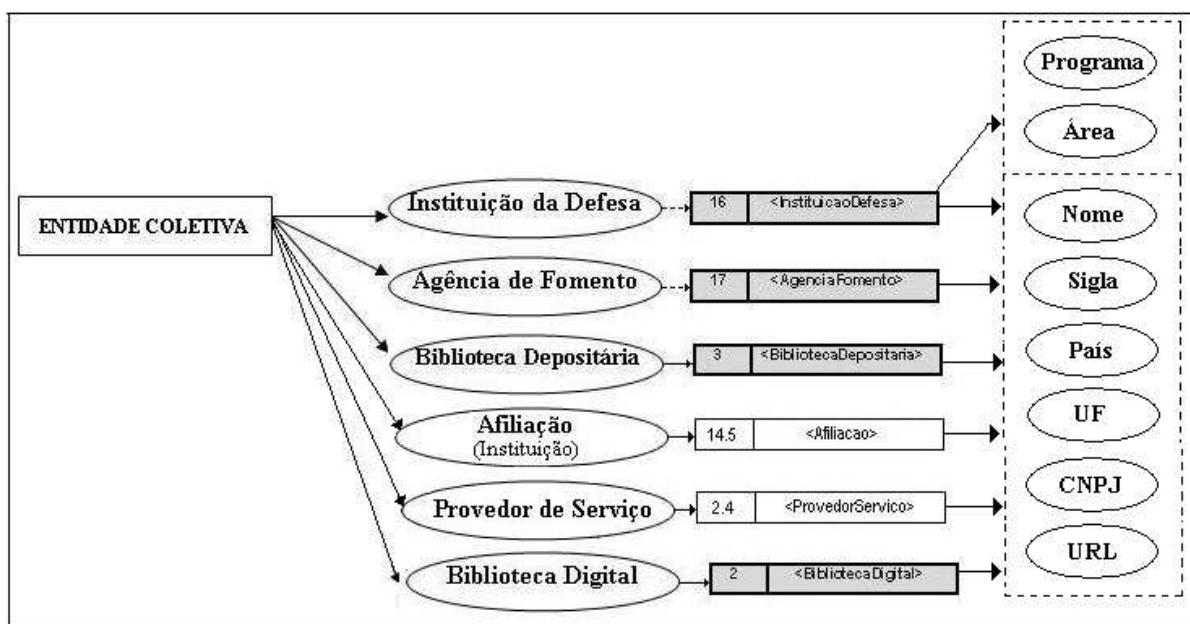 Programa
Área
ENTIDADE COLETIVA
Instituição da Defesa
16 <InstituicaoDefesa>
Nome
Agência de Fomento
17 <AgenciaFomento>
Sigla
Biblioteca Depositária
3 <BibliotecaDepositaria>
País
Afiliação
(Instituição)
14.5 <Afiliacao>
UF
Provedor de Serviço
2.4 <ProvedorServico>
CNPJ
Biblioteca Digital
2 <BibliotecaDigital>
URL